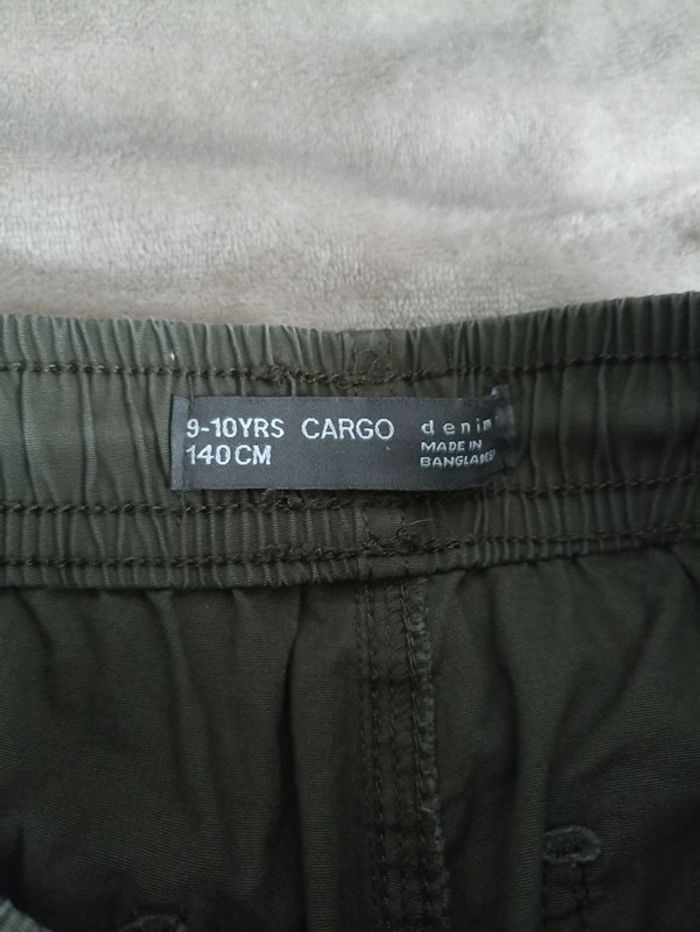 9-10YRS CARGO
140CM
denim
MADE IN
BANGLADESH